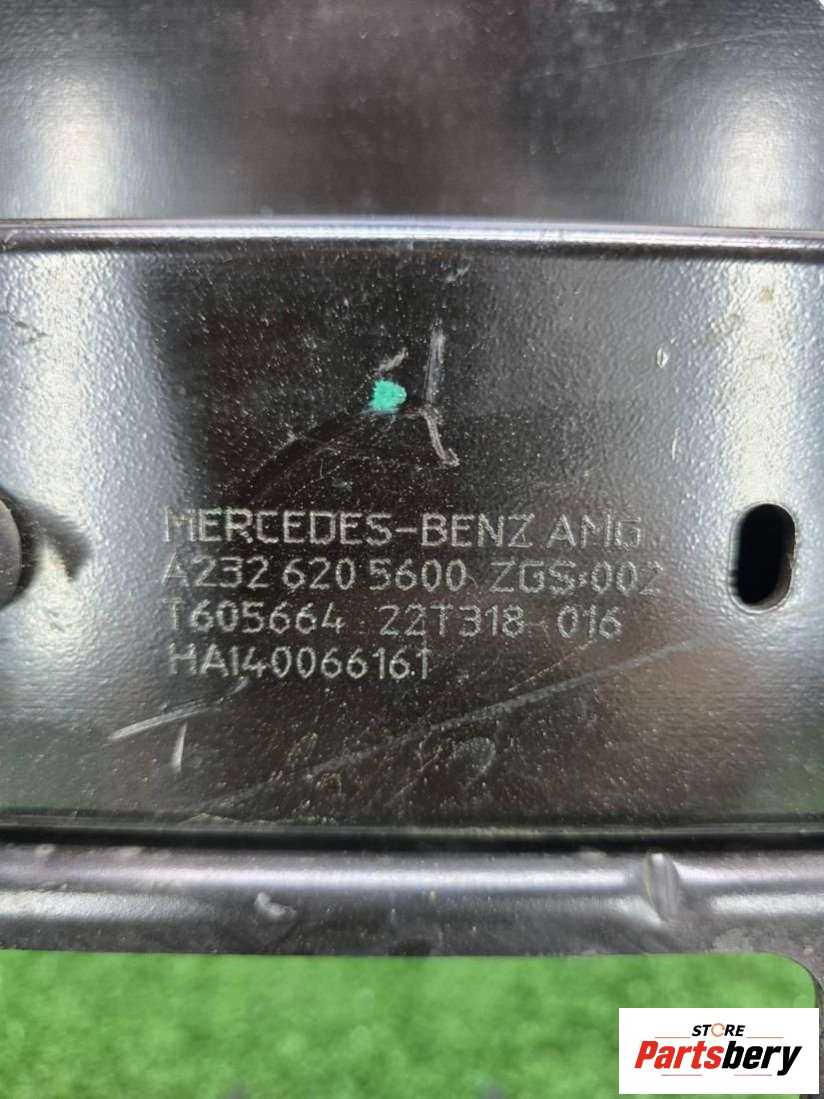 MERCEDES-BENZ AMG
A232 620 5600 ZGS:002
T605664 22T318-016
HA140066161
STORE
Partsbery